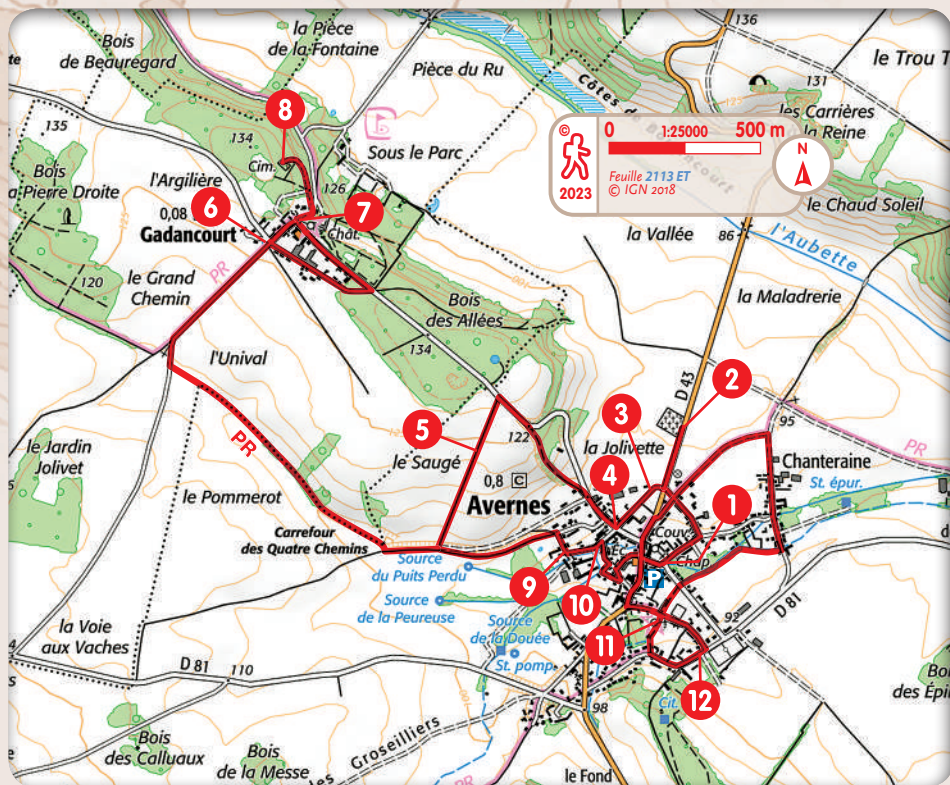 136
la Pièce
de la Fontaine
Bois
de Beauregard
le Trou T
Pièce du Ru
131
8
les Carrières
la Reine
©
0 1:25000 500 m
N
Feuille 2113 ET
© IGN 2018
2023
135
134
Cim.
Sous le Parc
Bois
a Pierre Droite
l'Argilière
126
le Chaud Soleil
0,08
6
7
Gadancourt
Chât.
la Vallée
86
l'Aubette
PR
le Grand
Chemin
120
Bois
des Allées
la Maladrerie
134
l'Unival
D 43
2
5
122
3
PR
le Saugé
la Jolivette
95
PR
le Jardin
Jolivet
0,8 C
4
Chanteraine
St. épur.
le Pommerot
Avernes
1
Carrefour
des Quatre Chemins
Couv.
Chap
Éc.
Source
du Puits Perdu
9
P
10
Source
de la Peureuse
D 81
92
la Voie
aux Vaches
Source
de la Douée
11
St. pomp.
D 81
110
12
Cit.
98
Bois
des Calluaux
Bois
de la Messe
les Groseilliers
PR
le Fond